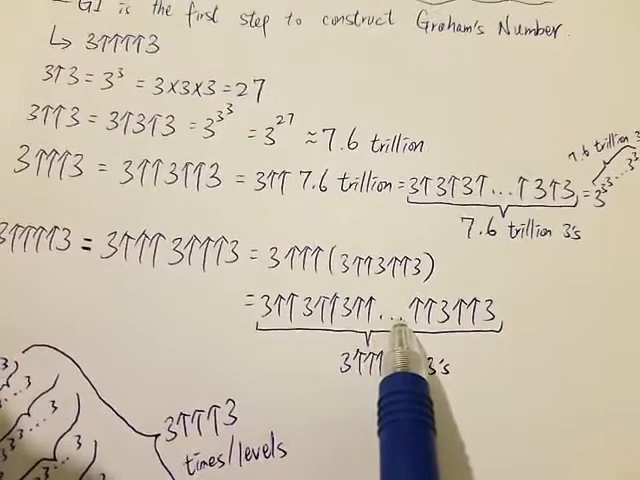 – G1 is the first step to construct Graham's Number.
↳ 3↑↑↑↑3
3↑3 = 3³ = 3×3×3 = 27
3↑↑3 = 3↑3↑3 = 3^3^3 = 3^27 ≈ 7.6 trillion
3↑↑↑3 = 3↑↑3↑↑3 = 3↑↑ 7.6 trillion = 3↑3↑3↑...↑3↑3 = 3^3^3...3^3
7.6 trillion 3
7.6 trillion 3's
3↑↑↑↑3 = 3↑↑↑3↑↑↑3 = 3↑↑↑(3↑↑3↑↑3)
= 3↑↑3↑↑3↑↑...↑↑3↑↑3
3↑↑↑ 3's
3↑↑↑3
times/levels